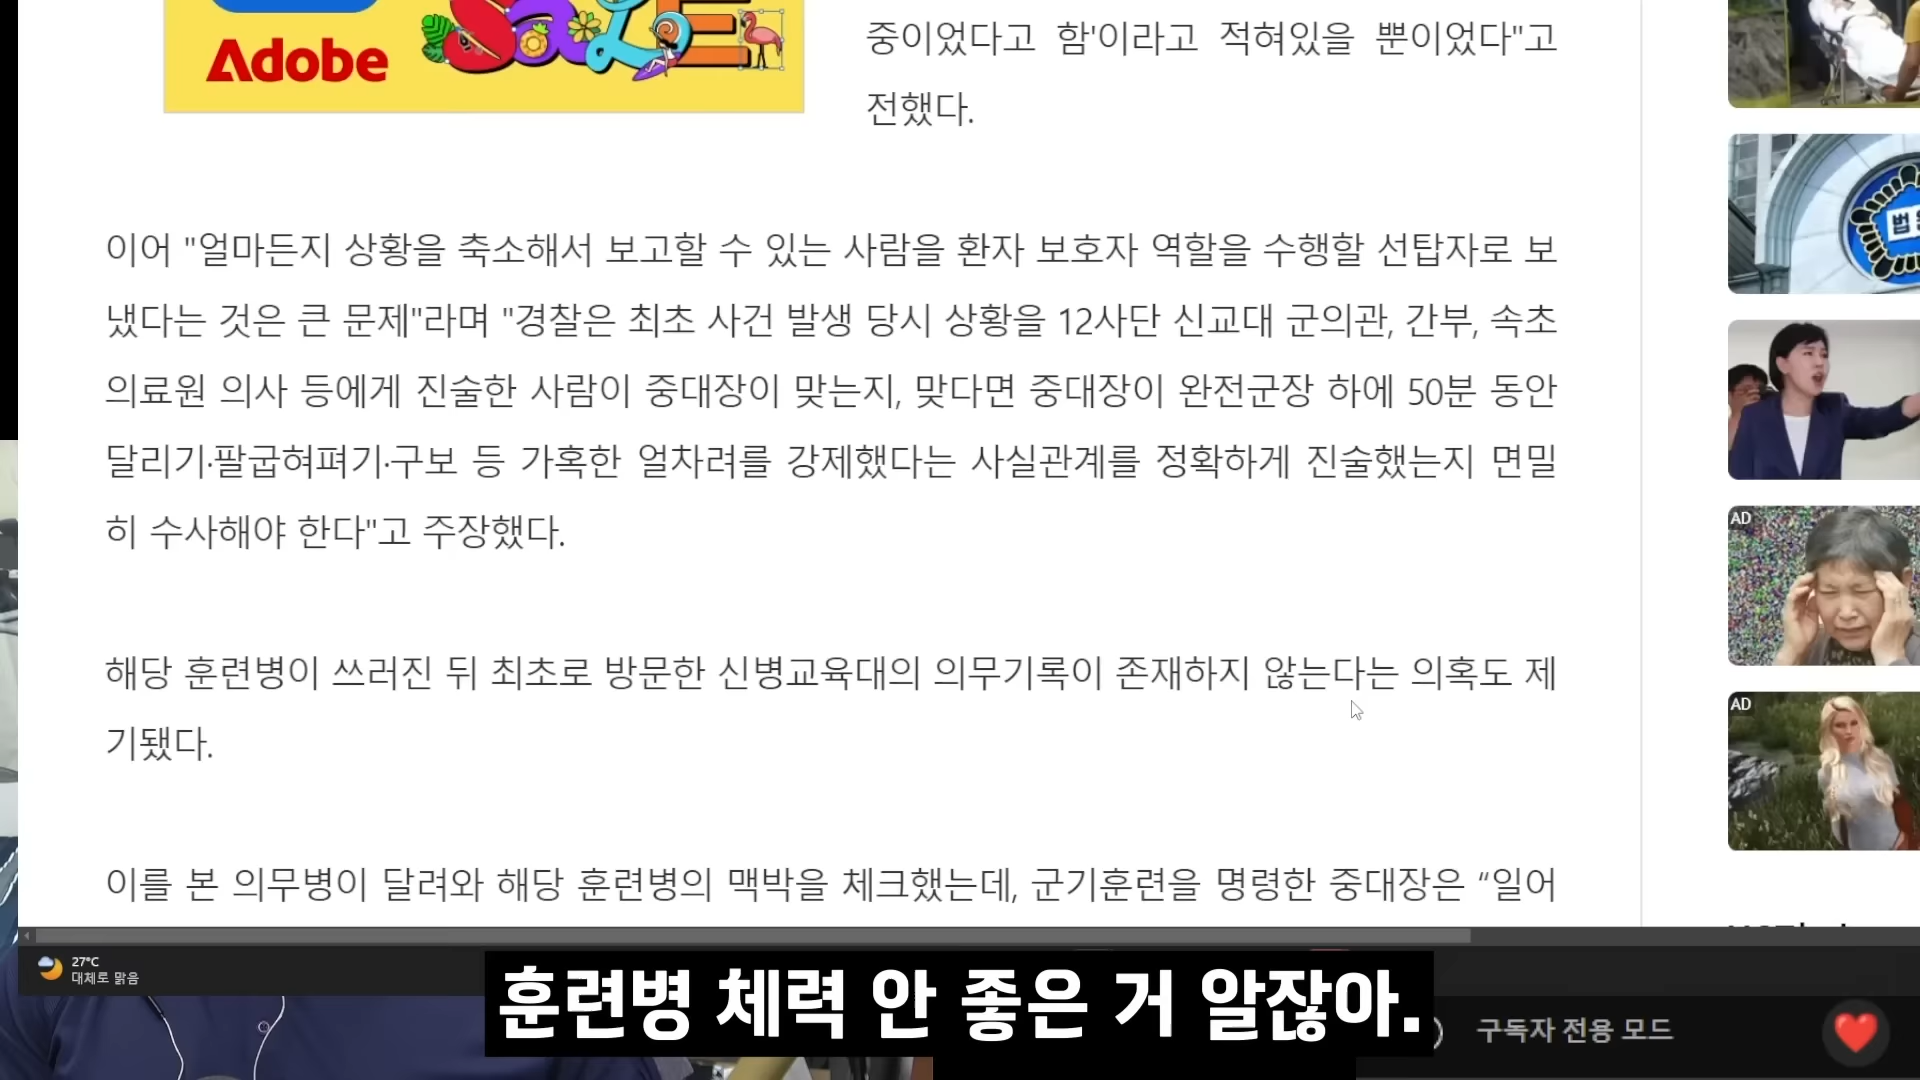 Adobe
SALE
중이었다고 함'이라고 적혀있을 뿐이었다"고
전했다.
이어 "얼마든지 상황을 축소해서 보고할 수 있는 사람을 환자 보호자 역할을 수행할 선탑자로 보
냈다는 것은 큰 문제"라며 "경찰은 최초 사건 발생 당시 상황을 12사단 신교대 군의관, 간부, 속초
의료원 의사 등에게 진술한 사람이 중대장이 맞는지, 맞다면 중대장이 완전군장 하에 50분 동안
달리기·팔굽혀펴기·구보 등 가혹한 얼차려를 강제했다는 사실관계를 정확하게 진술했는지 면밀
히 수사해야 한다"고 주장했다.
해당 훈련병이 쓰러진 뒤 최초로 방문한 신병교육대의 의무기록이 존재하지 않는다는 의혹도 제
기됐다.
이를 본 의무병이 달려와 해당 훈련병의 맥박을 체크했는데, 군기훈련을 명령한 중대장은 “일어
AD
AD
27°C
대체로 맑음
훈련병 체력 안 좋은 거 알잖아.
구독자 전용 모드